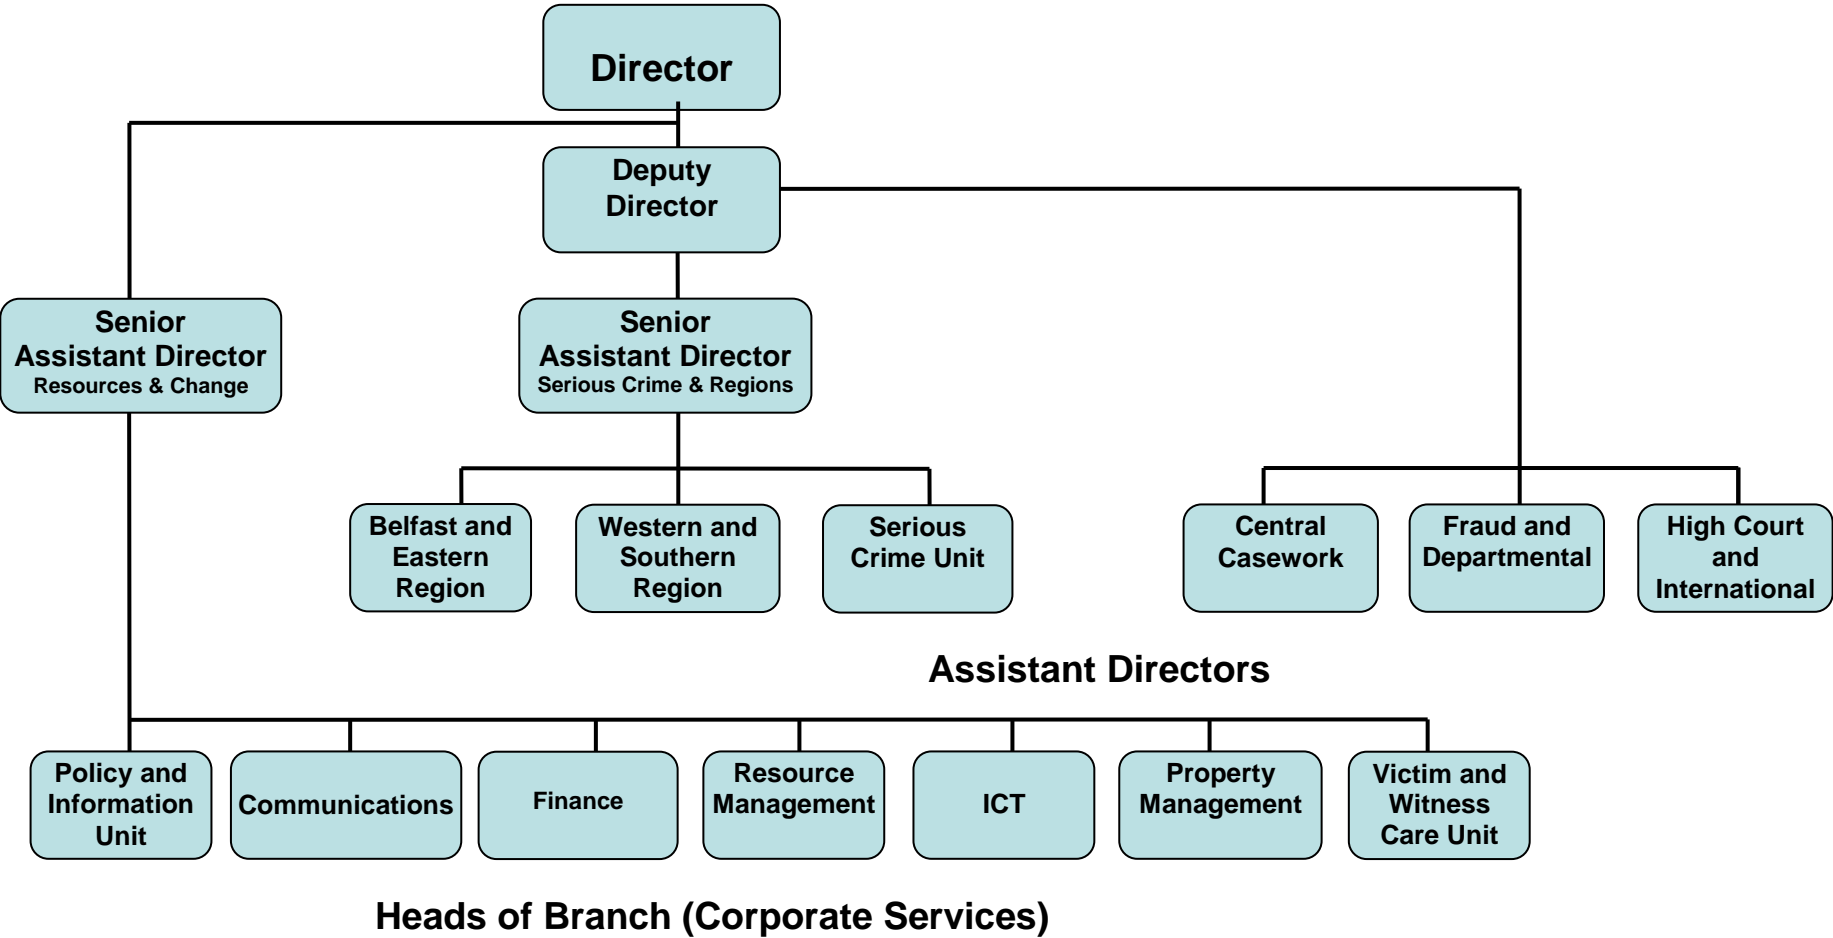 Director
Deputy
Director
Senior
Assistant Director
Resources & Change
Senior
Assistant Director
Serious Crime & Regions
Belfast and
Eastern
Region
Western and
Southern
Region
Serious
Crime Unit
Central
Casework
Fraud and
Departmental
High Court
and
International
Assistant Directors
Policy and
Information
Unit
Communications
Finance
Resource
Management
ICT
Property
Management
Victim and
Witness
Care Unit
Heads of Branch (Corporate Services)